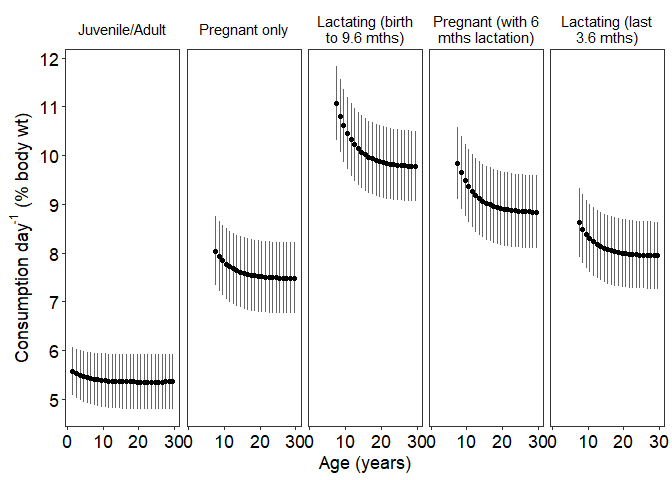 Juvenile/Adult
Pregnant only
Lactating (birth
to 9.6 mths)
Pregnant (with 6
mths lactation)
Lactating (last
3.6 mths)
Consumption day⁻¹ (% body wt)
12
11
10
9
8
7
6
5
0 10 20 30
0 10 20 30
0 10 20 30
0 10 20 30
0 10 20 30
Age (years)